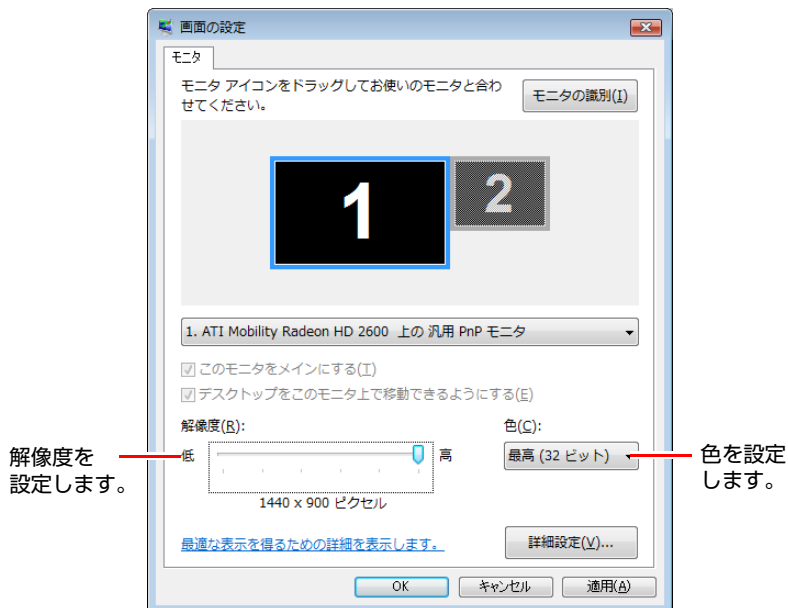 画面の設定
モニタ
モニタ アイコンをドラッグしてお使いのモニタと合わ
せてください。
モニタの識別(I)
1
2
1. ATI Mobility Radeon HD 2600 上の 汎用 PnP モニタ
このモニタをメインにする(T)
デスクトップをこのモニタ上で移動できるようにする(E)
解像度(R):
低
高
1440 x 900 ピクセル
色(C):
最高 (32 ビット)
解像度を
設定します。
色を設定
します。
最適な表示を得るための詳細を表示します。
詳細設定(V)...
OK
キャンセル
適用(A)